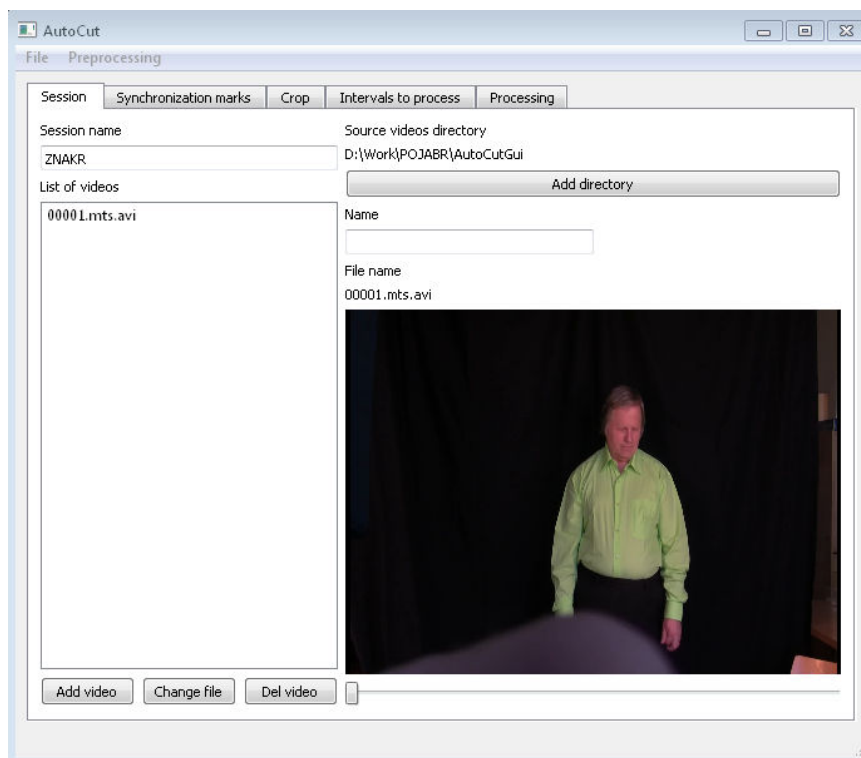 AutoCut
File Preprocessing
Session Synchronization marks Crop Intervals to process Processing
Session name
ZNAKR
List of videos
00001.mts.avi
Source videos directory
D:\Work\POJABR\AutoCutGui
Add directory
Name
File name
00001.mts.avi
Add video Change file Del video